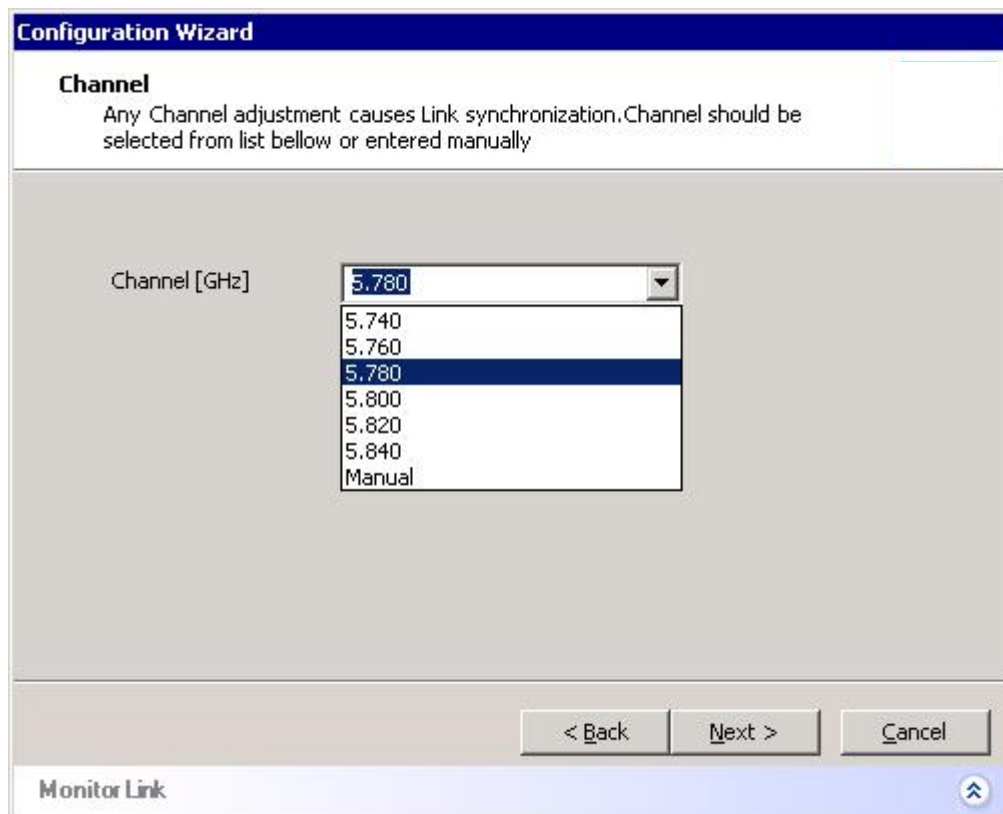 Configuration Wizard
Channel
Any Channel adjustment causes Link synchronization.Channel should be
selected from list bellow or entered manually
Channel [GHz]
5.780
5.740
5.760
5.780
5.800
5.820
5.840
Manual
< Back
Next >
Cancel
Monitor Link